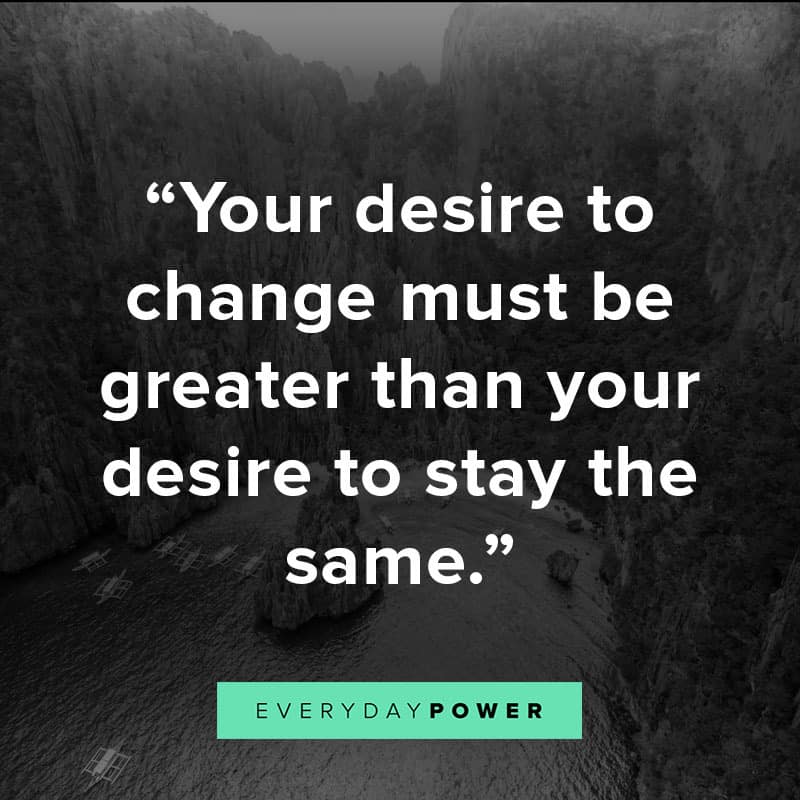 “Your desire to
change must be
greater than your
desire to stay the
same.”
EVERYDAYPOWER